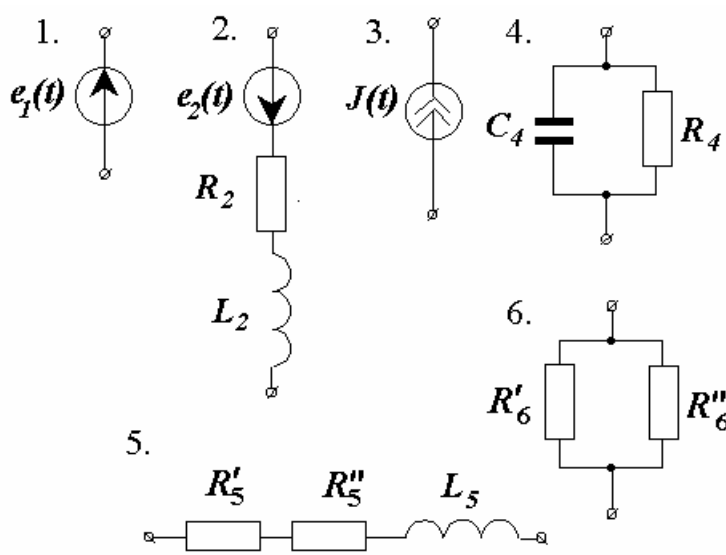 1. 2. 3. 4.
e₁(t) e₂(t) J(t) C₄ R₄
R₂
L₂
6.
R′₆ R″₆
5.
R′₅ R″₅ L₅